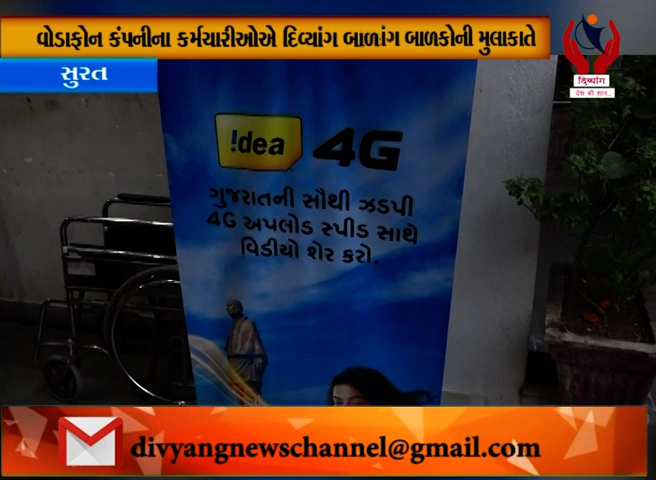 વોડાફોન કંપનીના કર્મચારીઓએ દિવ્યાંગ બાળાંગ બાળકોની મુલાકાતે
સુરત
दिव्यांग
देश की शान..
!dea 4G
ગુજરાતની સૌથી ઝડપી
4G અપલોડ સ્પીડ સાથે
વિડીયો શેર કરો.
divyangnewschannel@gmail.com